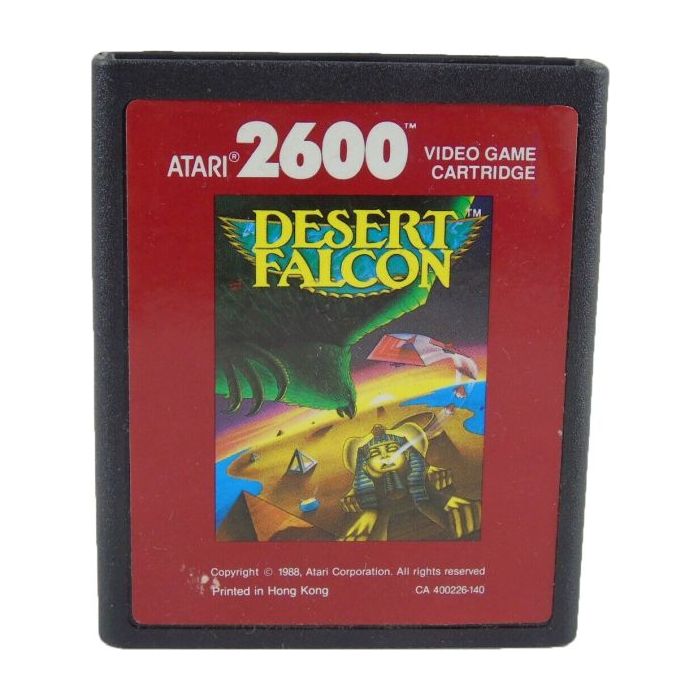 ATARI® 2600™ VIDEO GAME
CARTRIDGE
DESERT™
FALCON
Copyright © 1988, Atari Corporation. All rights reserved
Printed in Hong Kong CA 400226-140